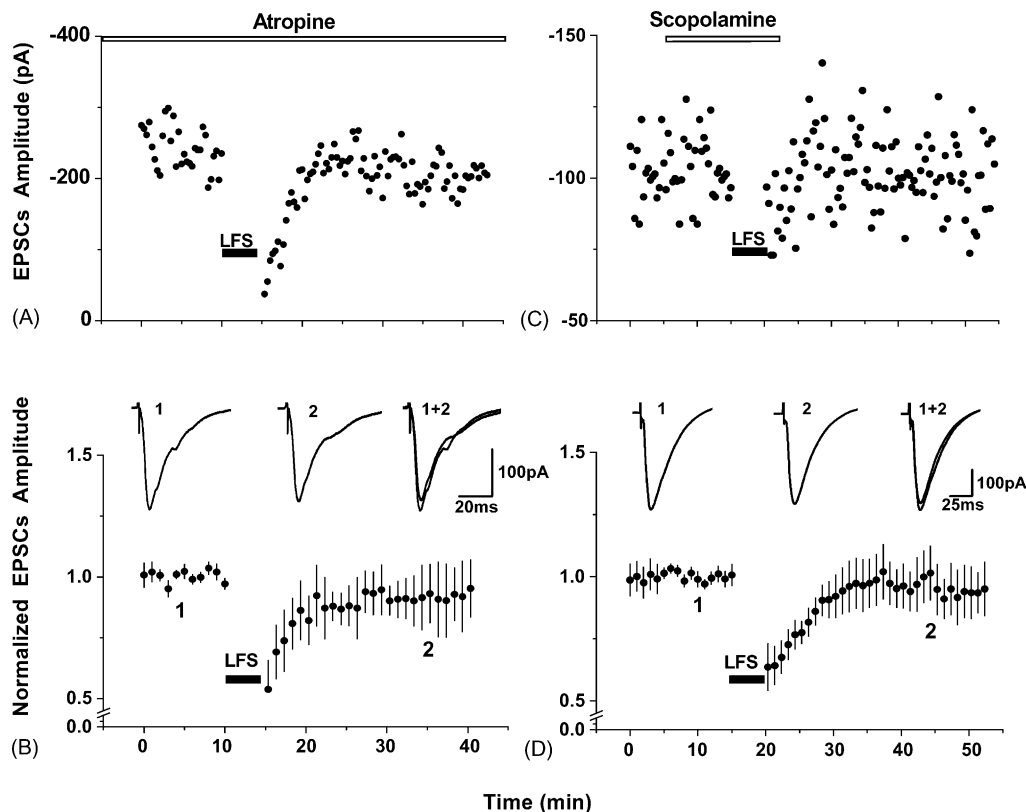 Atropine
-400
-200
0
EPSCs Amplitude (pA)
LFS
(A)
Scopolamine
-150
-100
-50
LFS
(C)
1
2
1+2
100pA
20ms
1.5
1.0
0.5
0.0
Normalized EPSCs Amplitude
1
2
LFS
0
10
20
30
40
(B)
1
2
1+2
100pA
25ms
1.5
1.0
0.5
0.0
1
2
LFS
0
10
20
30
40
50
(D)
Time (min)